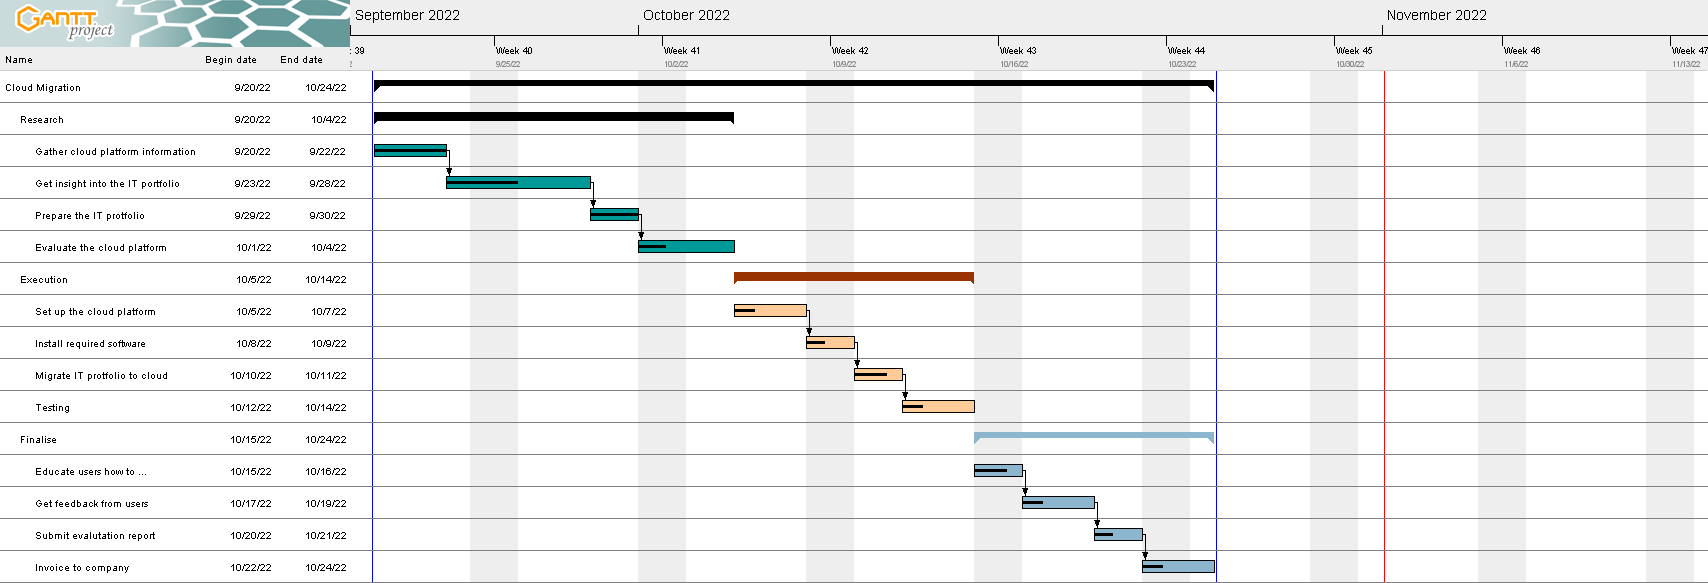 GANTT
project
September 2022
October 2022
November 2022
: 39
Week 40
Week 41
Week 42
Week 43
Week 44
Week 45
Week 46
Week 47
2
9/25/22
10/2/22
10/9/22
10/16/22
10/23/22
10/30/22
11/6/22
11/13/22
Name Begin date End date
Cloud Migration 9/20/22 10/24/22
Research 9/20/22 10/4/22
Gather cloud platform information 9/20/22 9/22/22
Get insight into the IT portfolio 9/23/22 9/28/22
Prepare the IT protfolio 9/29/22 9/30/22
Evaluate the cloud platform 10/1/22 10/4/22
Execution 10/5/22 10/14/22
Set up the cloud platform 10/5/22 10/7/22
Install required software 10/8/22 10/9/22
Migrate IT protfolio to cloud 10/10/22 10/11/22
Testing 10/12/22 10/14/22
Finalise 10/15/22 10/24/22
Educate users how to ... 10/15/22 10/16/22
Get feedback from users 10/17/22 10/19/22
Submit evalutation report 10/20/22 10/21/22
Invoice to company 10/22/22 10/24/22